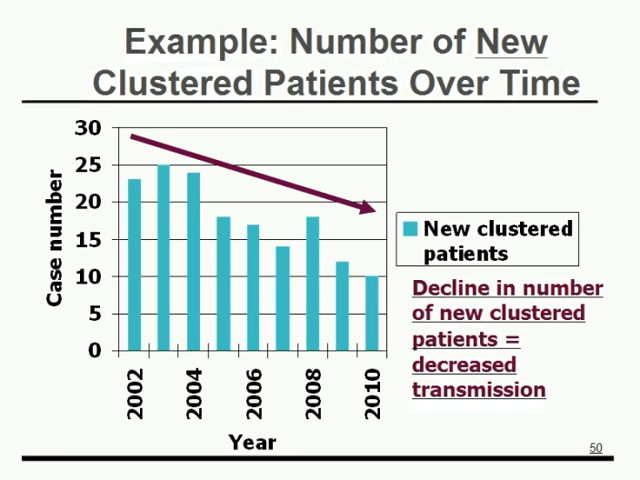 Example: Number of New
Clustered Patients Over Time
30
25
20
15
10
5
0
Case number
2002
2004
2006
2008
2010
Year
New clustered
patients
Decline in number
of new clustered
patients =
decreased
transmission
50